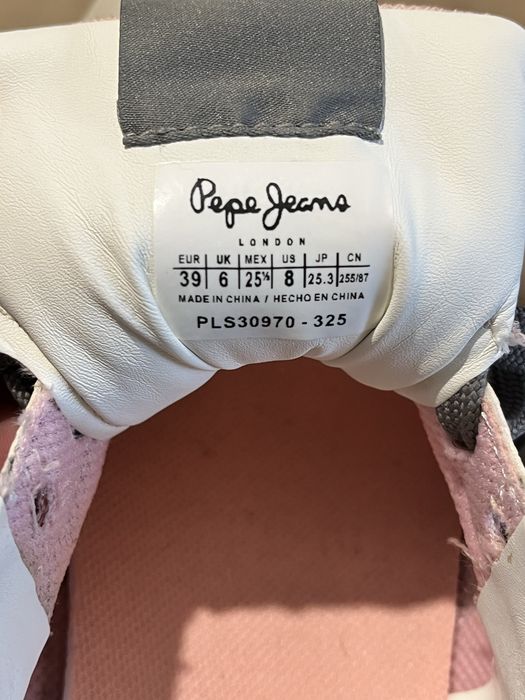 Pepe Jeans
LONDON
EUR UK MEX US JP CN
39 6 25½ 8 25.3 255/87
MADE IN CHINA / HECHO EN CHINA
PLS30970 - 325